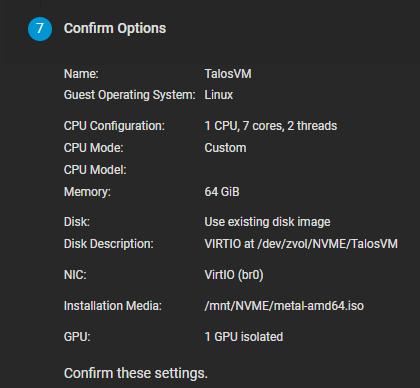 7 Confirm Options
Name: TalosVM
Guest Operating System: Linux
CPU Configuration: 1 CPU, 7 cores, 2 threads
CPU Mode: Custom
CPU Model:
Memory: 64 GiB
Disk: Use existing disk image
Disk Description: VIRTIO at /dev/zvol/NVME/TalosVM
NIC: VirtIO (br0)
Installation Media: /mnt/NVME/metal-amd64.iso
GPU: 1 GPU isolated
Confirm these settings.